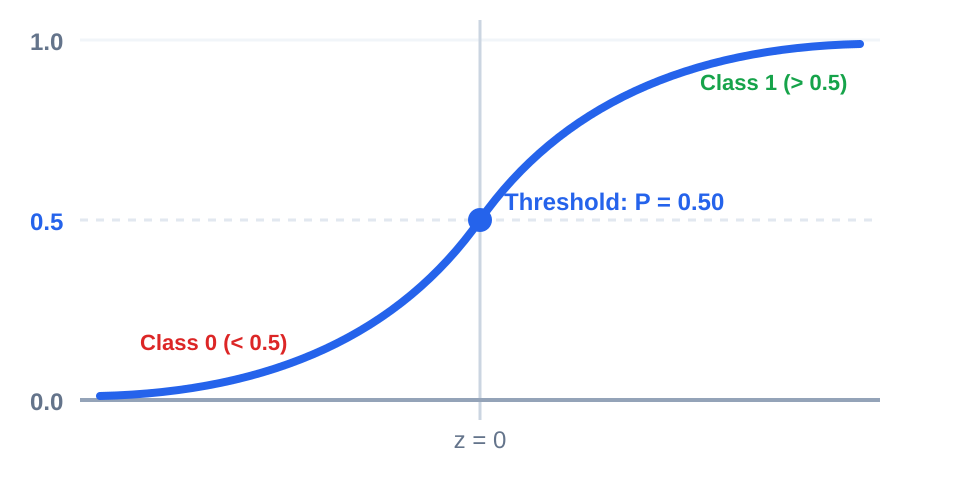 1.0
Class 1 (> 0.5)
Threshold: P = 0.50
0.5
Class 0 (< 0.5)
0.0
z = 0